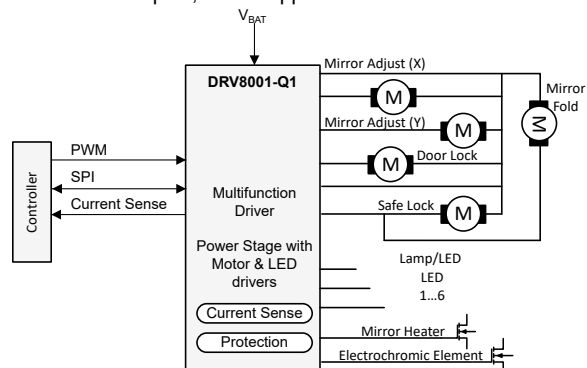 V_BAT
DRV8001-Q1
Mirror Adjust (X)
M
Mirror
Fold
M
Mirror Adjust (Y)
M
M
Door Lock
Controller
PWM
SPI
Current Sense
Multifunction
Driver
Safe Lock
M
Power Stage with
Motor & LED
drivers
Lamp/LED
LED
1...6
Current Sense
Protection
Mirror Heater
Electrochromic Element